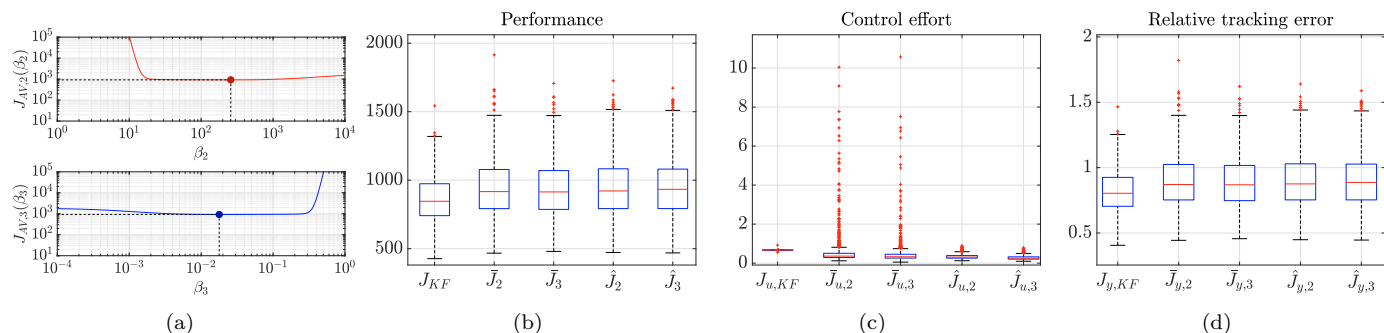 Performance
Control effort
Relative tracking error
J_{AV,2}(β_2)
10^5
10^4
10^3
10^2
10^1
10^0 10^1 10^2 10^3 10^4
β_2
J_{AV,3}(β_3)
10^5
10^4
10^3
10^2
10^1
10^{-4} 10^{-3} 10^{-2} 10^{-1} 10^0
β_3
2000
1500
1000
500
J_{KF} J̄_2 J̄_3 Ĵ_2 Ĵ_3
10
8
6
4
2
0
J_{u,KF} J̄_{u,2} J̄_{u,3} Ĵ_{u,2} Ĵ_{u,3}
2
1.5
1
0.5
J_{y,KF} J̄_{y,2} J̄_{y,3} Ĵ_{y,2} Ĵ_{y,3}
(a) (b) (c) (d)